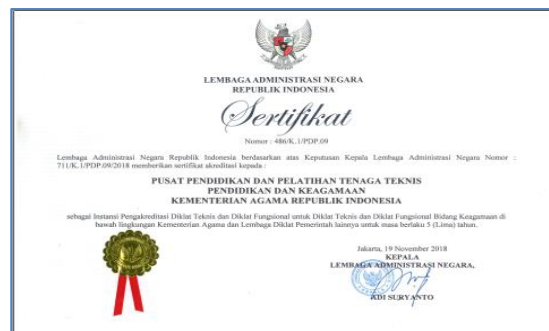 LEMBAGA ADMINISTRASI NEGARA
REPUBLIK INDONESIA
Sertifikat
Nomor : 486/K.1/PDP.09
Lembaga Administrasi Negara Republik Indonesia berdasarkan atas Keputusan Kepala Lembaga Administrasi Negara Nomor :
711/K.1/PDP.09/2018 memberikan sertifikat akreditasi kepada :
PUSAT PENDIDIKAN DAN PELATIHAN TENAGA TEKNIS
PENDIDIKAN DAN KEAGAMAAN
KEMENTERIAN AGAMA REPUBLIK INDONESIA
sebagai Instansi Pengakreditasi Diklat Teknis dan Diklat Fungsional untuk Diklat Teknis dan Diklat Fungsional Bidang Keagamaan di
bawah lingkungan Kementerian Agama dan Lembaga Diklat Pemerintah lainnya untuk masa berlaku 5 (Lima) tahun.
Jakarta, 19 November 2018
KEPALA
LEMBAGA ADMINISTRASI NEGARA,
ADI SURYANTO